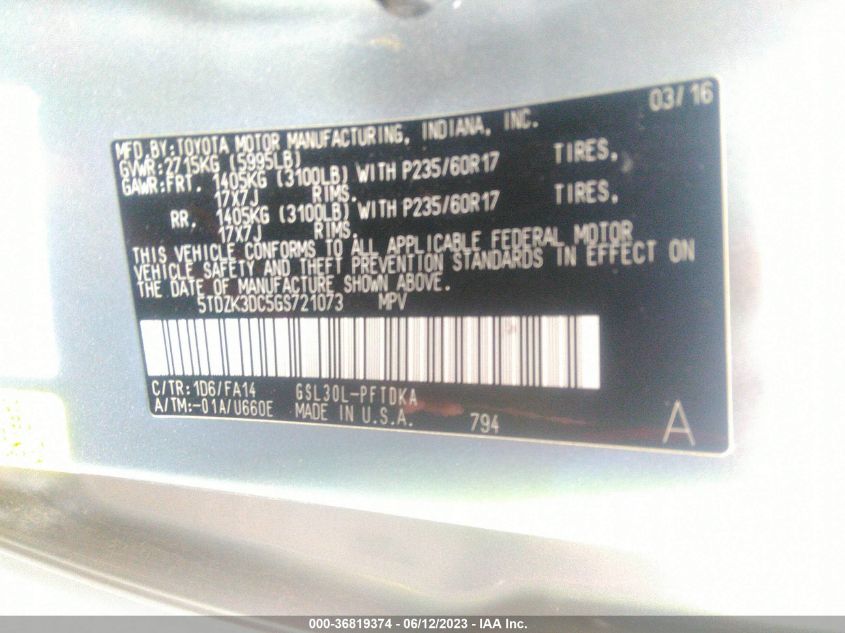 03/16
MFD.BY:TOYOTA MOTOR MANUFACTURING, INDIANA, INC.
GVWR:2715KG (5995LB)
GAWR:FRT. 1405KG (3100LB) WITH P235/60R17 TIRES,
17X7J RIMS.
RR. 1405KG (3100LB) WITH P235/60R17 TIRES,
17X7J RIMS.
THIS VEHICLE CONFORMS TO ALL APPLICABLE FEDERAL MOTOR
VEHICLE SAFETY AND THEFT PREVENTION STANDARDS IN EFFECT ON
THE DATE OF MANUFACTURE SHOWN ABOVE.
5TDZK3DC5GS721073 MPV
C/TR:1D6/FA14 GSL30L-PFTDKA
A/TM:-01A/U660E MADE IN U.S.A. 794
A
000-36819374 - 06/12/2023 - IAA Inc.